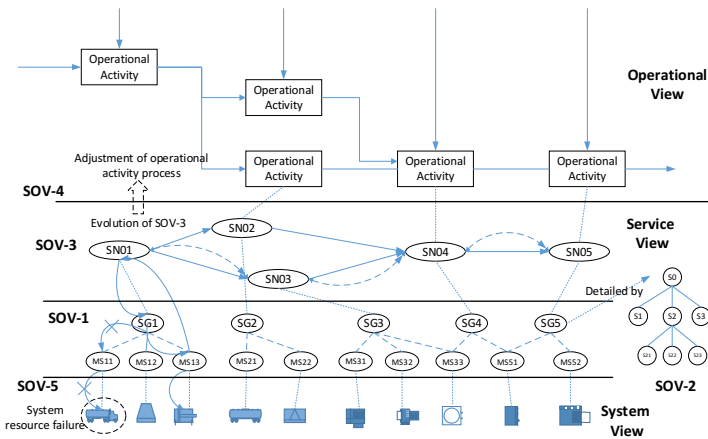 Operational
Activity
Operational
Activity
Operational
View
Operational
Activity
Operational
Activity
Operational
Activity
Adjustment of operational
activity process
SOV-4
Evolution of SOV-3
Service
View
SOV-3
SN01
SN02
SN03
SN04
SN05
Detailed by
S0
SOV-1
SG1
SG2
SG3
SG4
SG5
S1
S2
S3
MS11
MS12
MS13
MS21
MS22
MS31
MS32
MS33
MS51
MS52
S21
S22
S23
SOV-5
SOV-2
System
resource failure
System
View